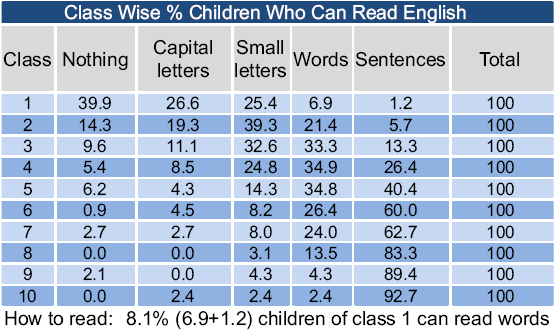 Class Wise % Children Who Can Read English
Class Nothing Capital letters Small letters Words Sentences Total
1 39.9 26.6 25.4 6.9 1.2 100
2 14.3 19.3 39.3 21.4 5.7 100
3 9.6 11.1 32.6 33.3 13.3 100
4 5.4 8.5 24.8 34.9 26.4 100
5 6.2 4.3 14.3 34.8 40.4 100
6 0.9 4.5 8.2 26.4 60.0 100
7 2.7 2.7 8.0 24.0 62.7 100
8 0.0 0.0 3.1 13.5 83.3 100
9 2.1 0.0 4.3 4.3 89.4 100
10 0.0 2.4 2.4 2.4 92.7 100
How to read: 8.1% (6.9+1.2) children of class 1 can read words